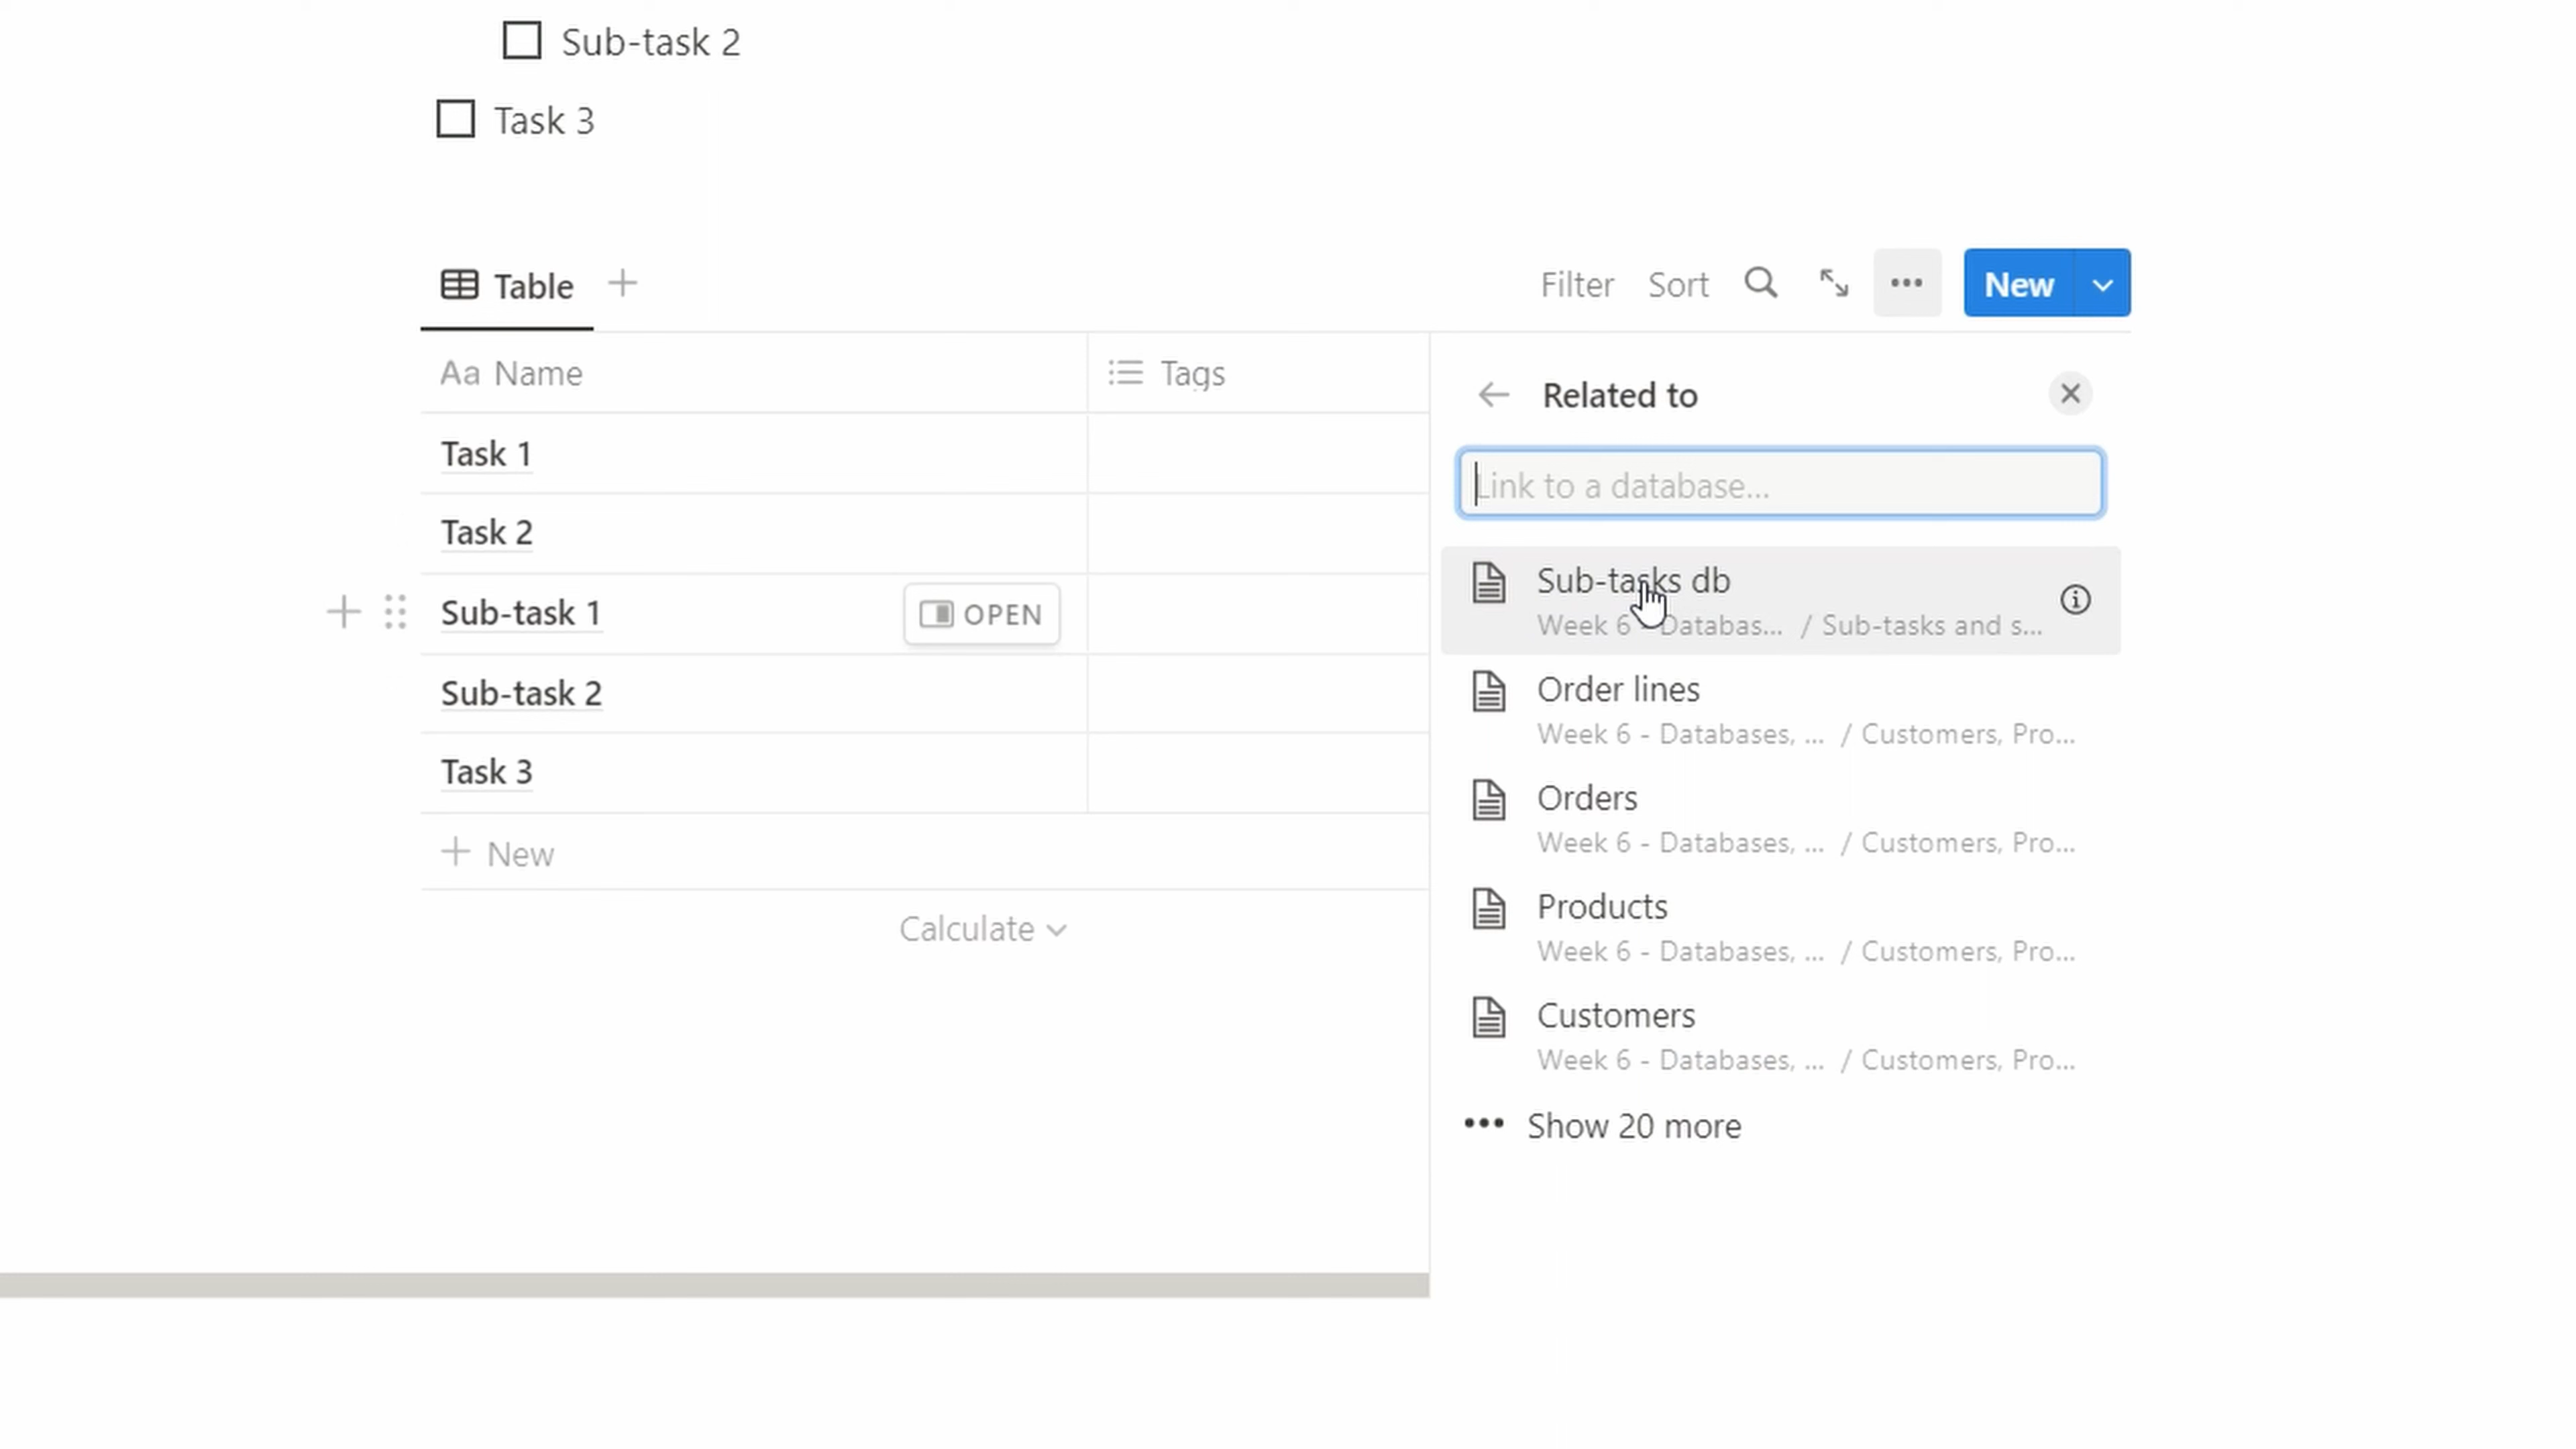 Sub-task 2
Task 3
Table
Filter Sort New
Aa Name Tags
Related to
Task 1
Link to a database...
Task 2
Sub-tasks db
Week 6 - Databas... / Sub-tasks and s...
Sub-task 1 OPEN
Order lines
Week 6 - Databases, ... / Customers, Pro...
Sub-task 2
Orders
Week 6 - Databases, ... / Customers, Pro...
Task 3
New
Products
Week 6 - Databases, ... / Customers, Pro...
Calculate
Customers
Week 6 - Databases, ... / Customers, Pro...
Show 20 more